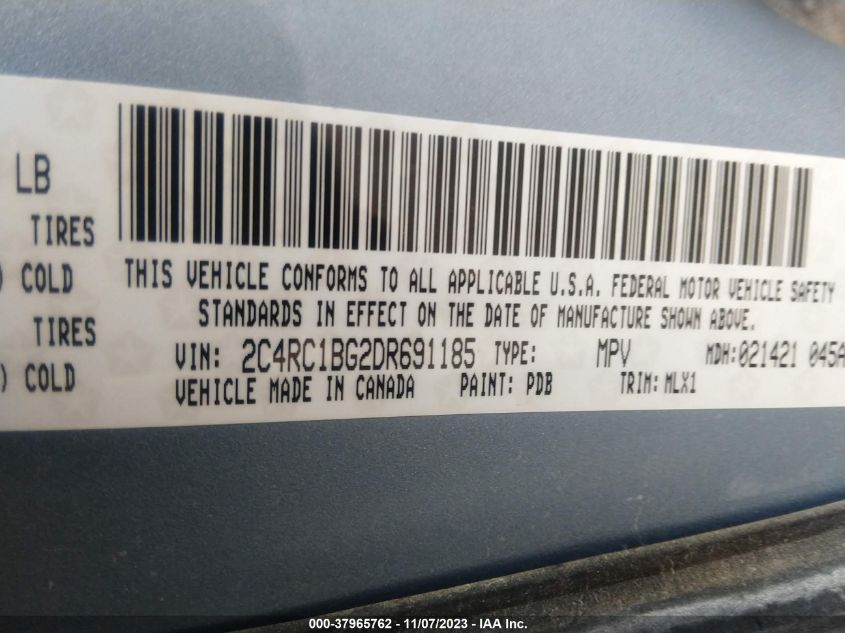 LB
TIRES
) COLD
TIRES
) COLD
THIS VEHICLE CONFORMS TO ALL APPLICABLE U.S.A. FEDERAL MOTOR VEHICLE SAFETY
STANDARDS IN EFFECT ON THE DATE OF MANUFACTURE SHOWN ABOVE.
VIN: 2C4RC1BG2DR691185 TYPE: MPV MDH:021421 045A
VEHICLE MADE IN CANADA PAINT: PDB TRIM: MLX1
000-37965762 - 11/07/2023 - IAA Inc.